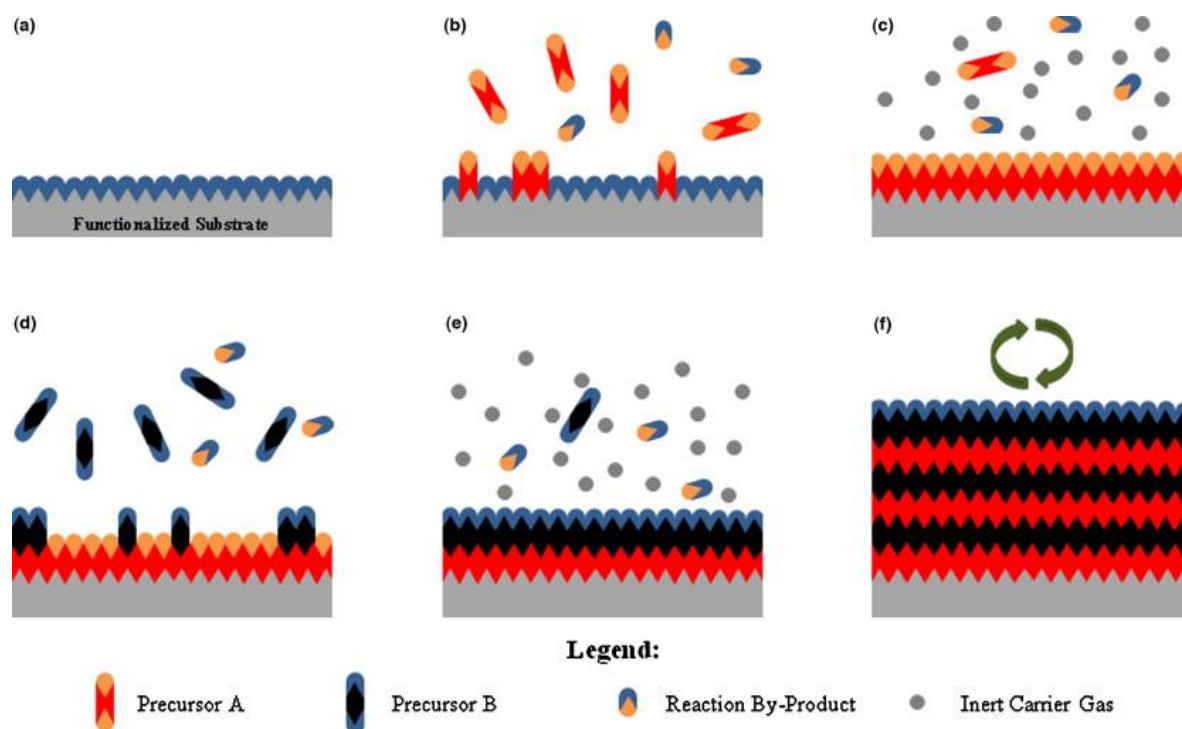 (a)
(b)
(c)
Functionalized Substrate
(d)
(e)
(f)
Legend:
Precursor A
Precursor B
Reaction By-Product
Inert Carrier Gas